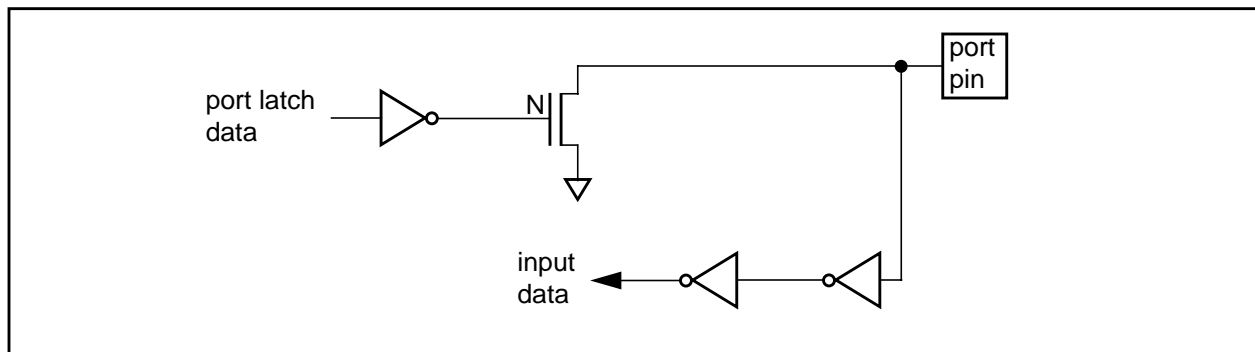 port
pin
port latch
data
N
input
data